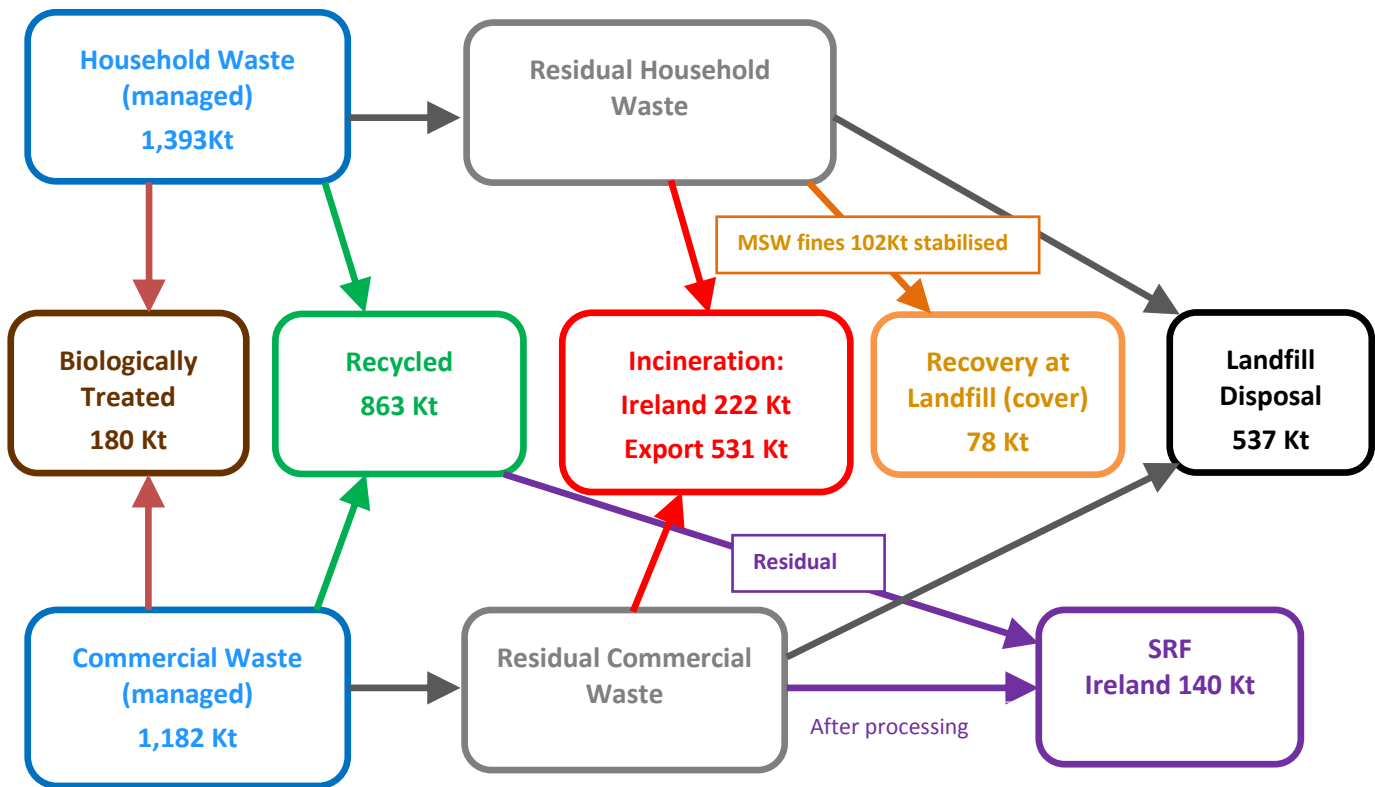 Household Waste
(managed)
1,393Kt
Residual Household
Waste
MSW fines 102Kt stabilised
Biologically
Treated
180 Kt
Recycled
863 Kt
Incineration:
Ireland 222 Kt
Export 531 Kt
Recovery at
Landfill (cover)
78 Kt
Landfill
Disposal
537 Kt
Residual
Commercial Waste
(managed)
1,182 Kt
Residual Commercial
Waste
After processing
SRF
Ireland 140 Kt